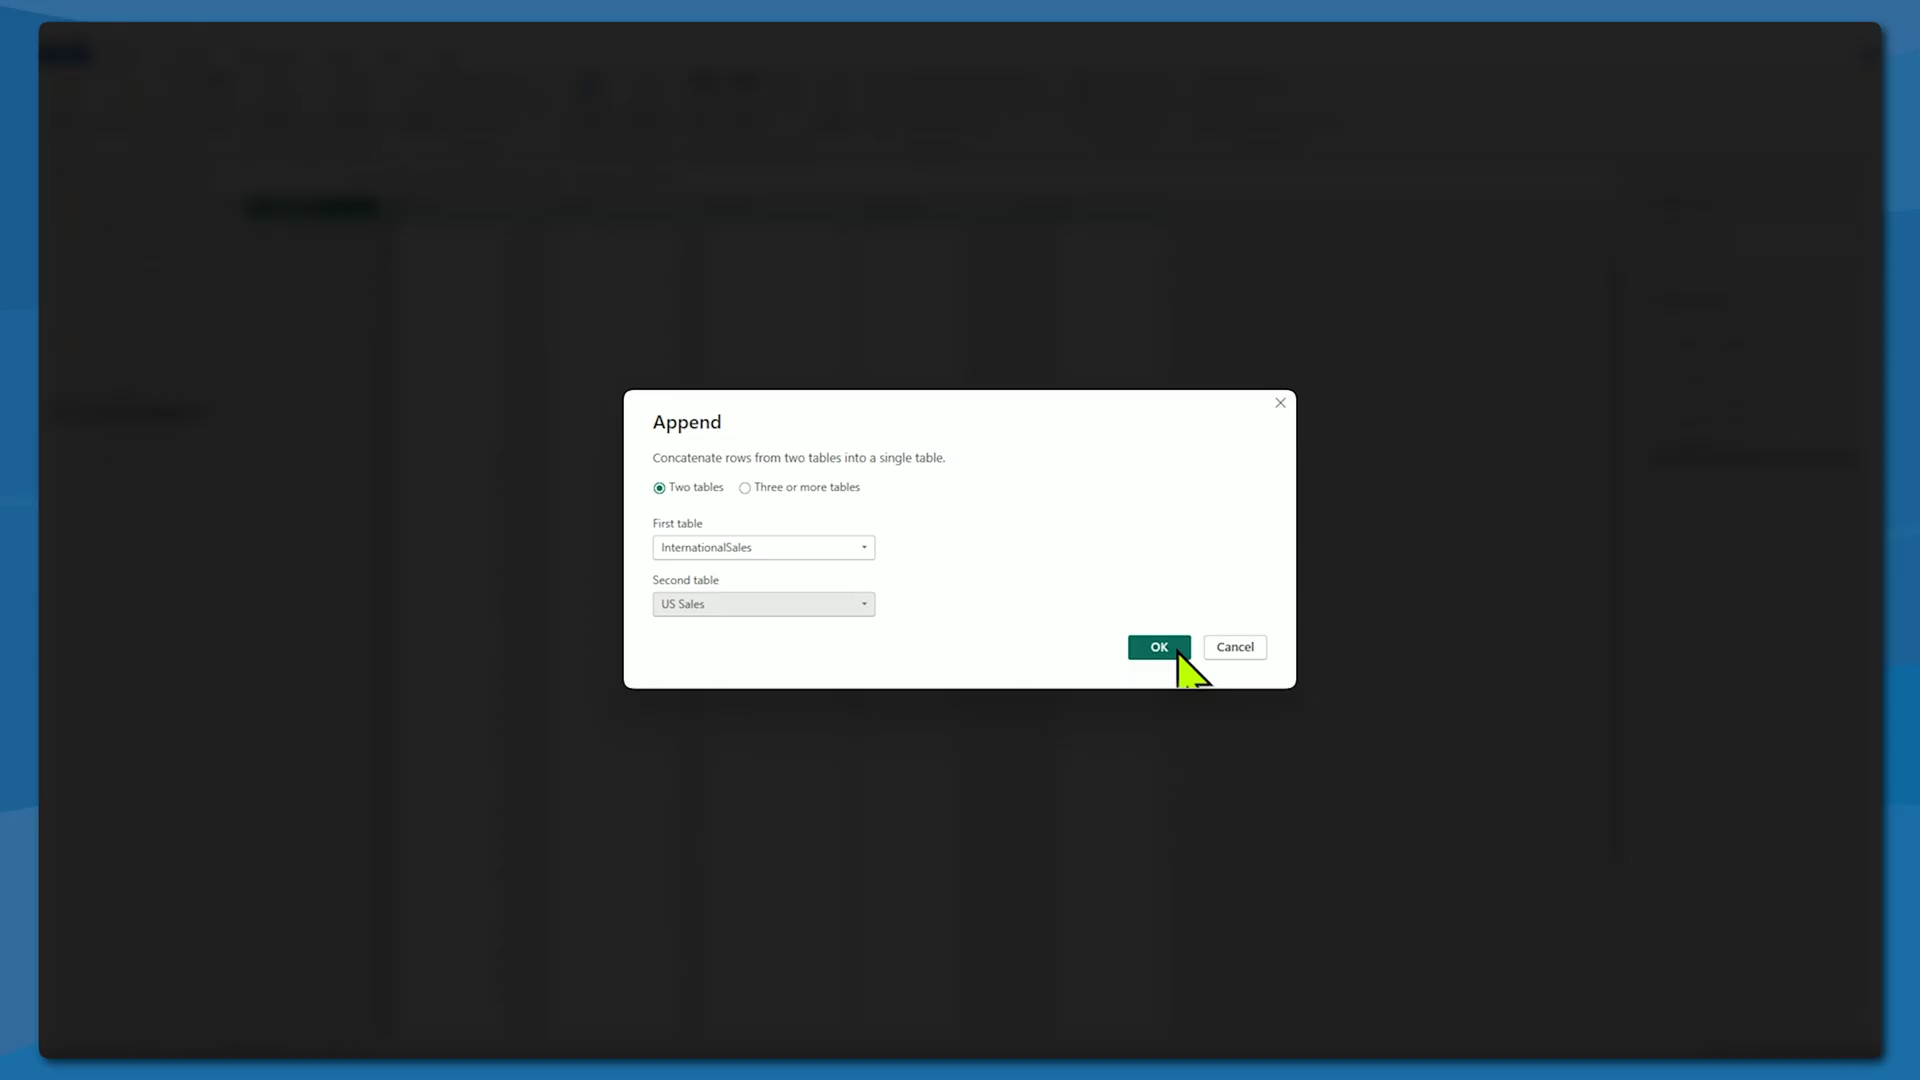 Append
Concatenate rows from two tables into a single table.
Two tables Three or more tables
First table
InternationalSales
Second table
US Sales
OK Cancel